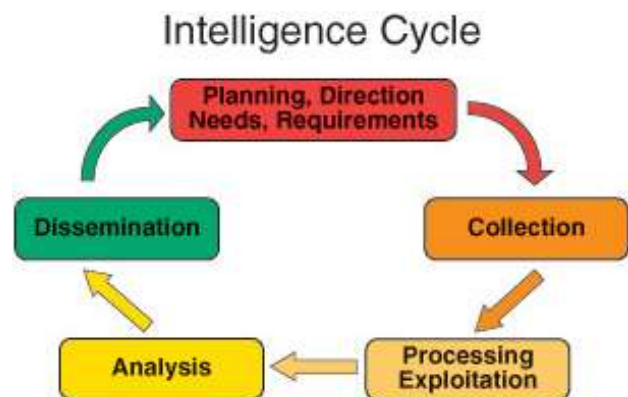 Intelligence Cycle
Planning, Direction
Needs, Requirements
Collection
Processing
Exploitation
Analysis
Dissemination